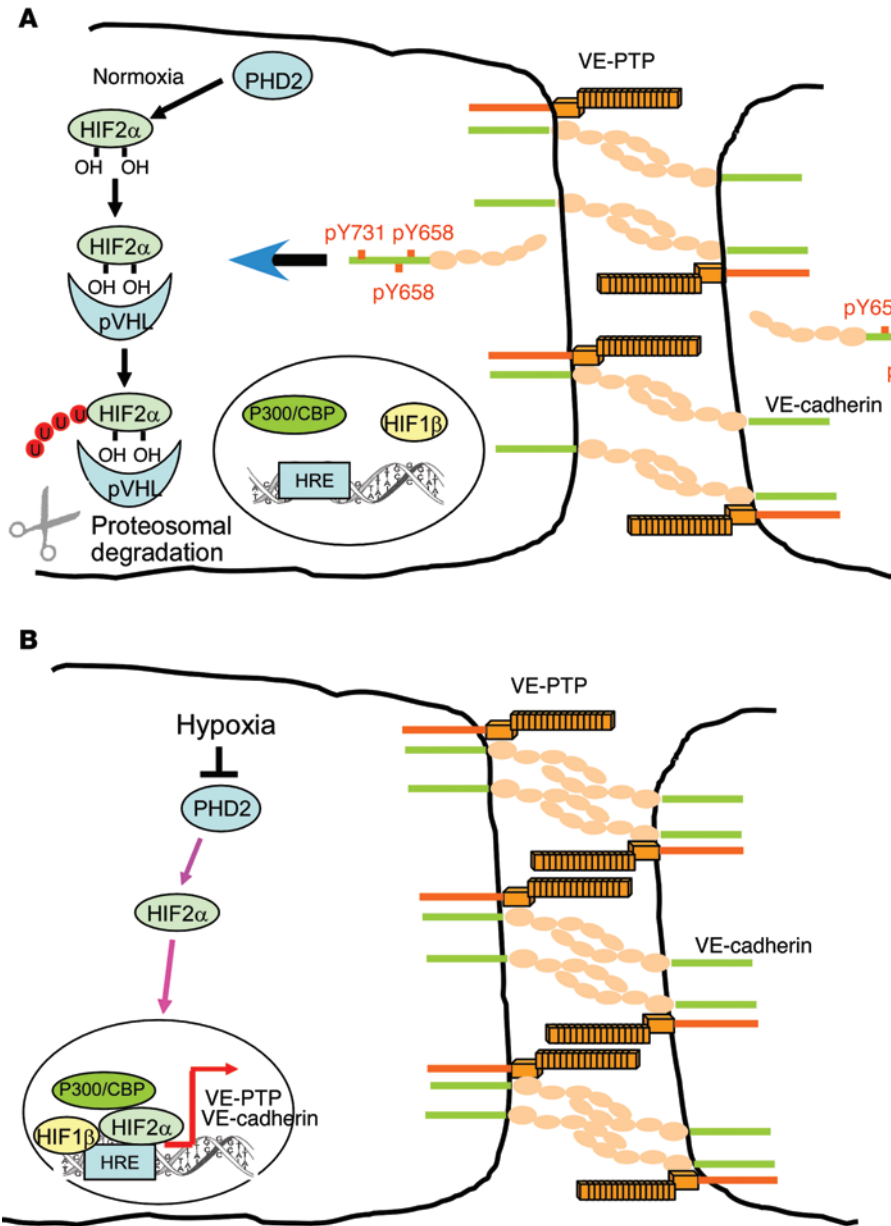 A
VE-PTP
Normoxia
PHD2
HIF2α
OH OH
HIF2α
OH OH
pVHL
pY731 pY658
pY658
pY65
p
VE-cadherin
U U U U
HIF2α
OH OH
pVHL
P300/CBP
HIF1β
HRE
Proteosomal
degradation
B
VE-PTP
Hypoxia
PHD2
HIF2α
VE-cadherin
P300/CBP
VE-PTP
VE-cadherin
HIF1β
HIF2α
HRE